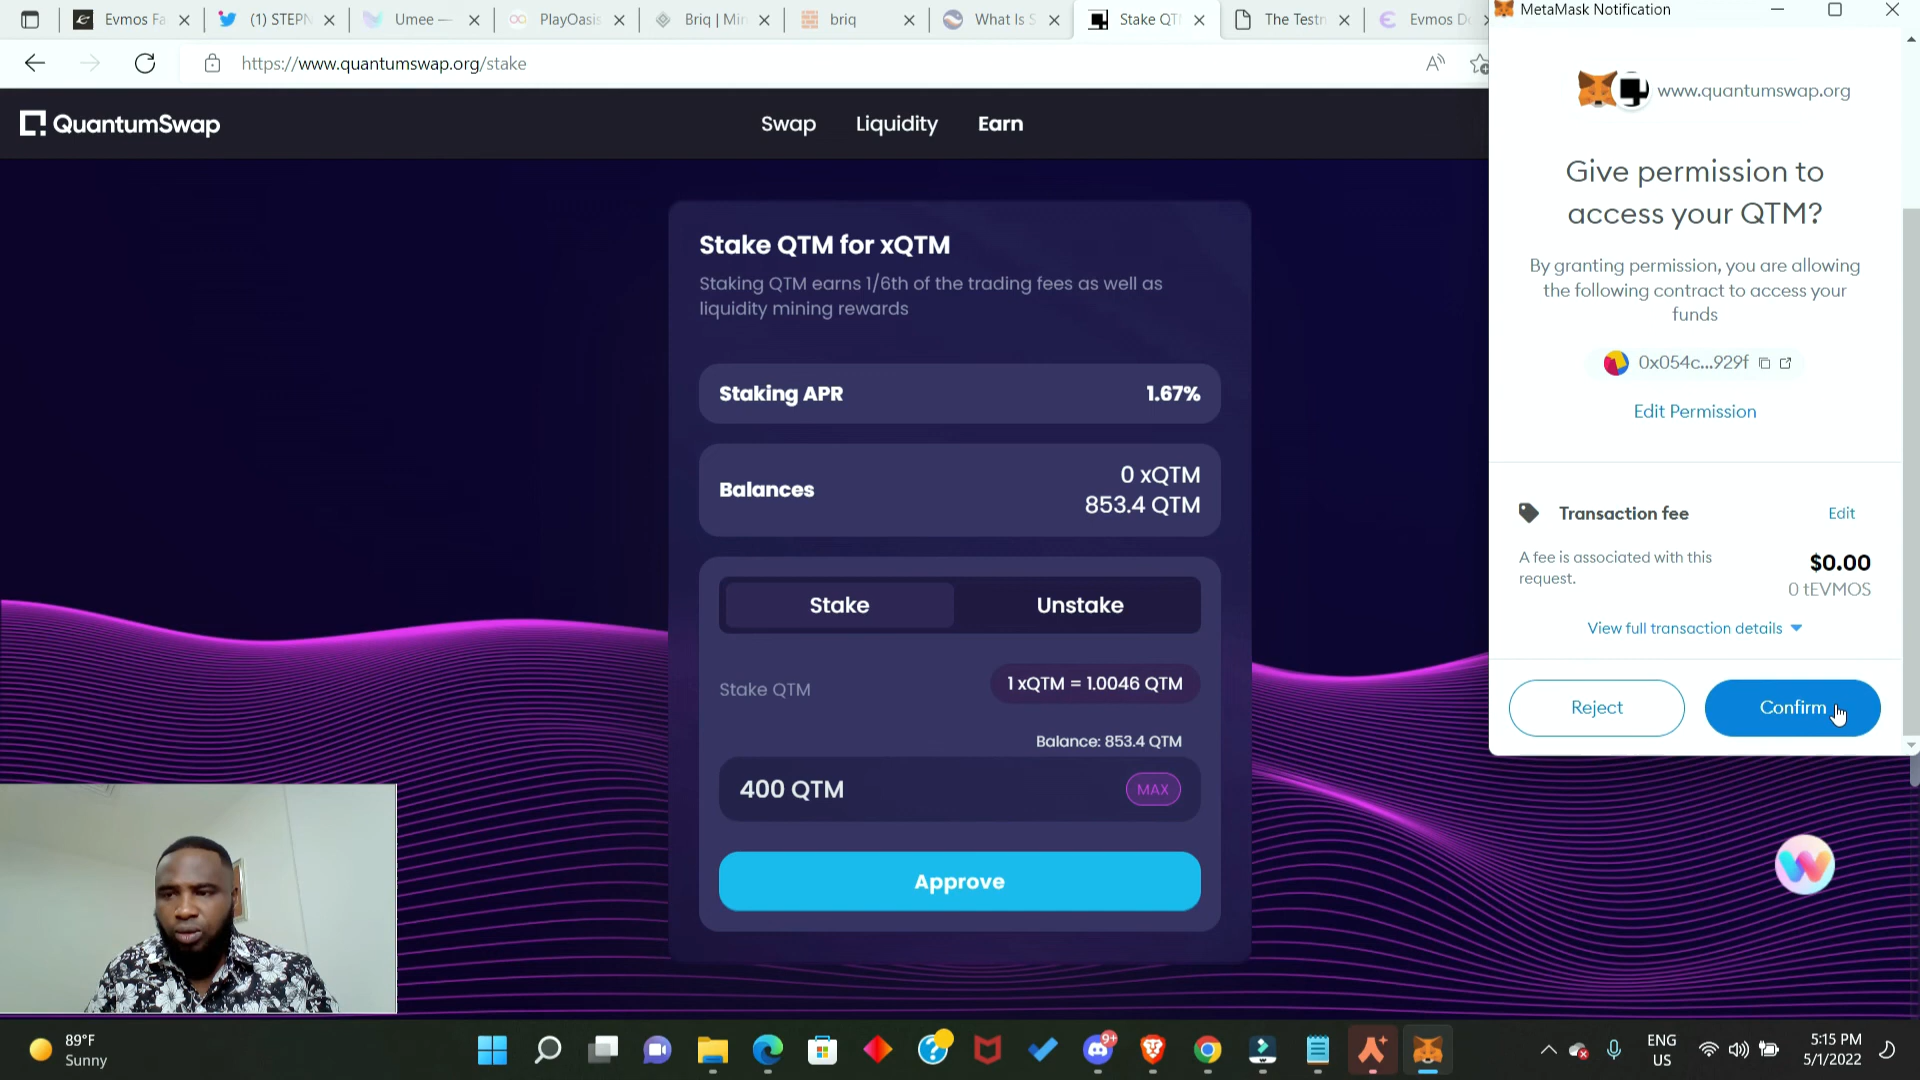 Evmos Fa
(1) STEPN
Umee —
PlayOasis
Briq | Min
briq
What Is S
Stake QT
The Testn
Evmos Do
MetaMask Notification
https://www.quantumswap.org/stake
QuantumSwap
Swap
Liquidity
Earn
Stake QTM for xQTM
Staking QTM earns 1/6th of the trading fees as well as
liquidity mining rewards
Staking APR
1.67%
Balances
0 xQTM
853.4 QTM
Stake
Unstake
Stake QTM
1 xQTM = 1.0046 QTM
Balance: 853.4 QTM
400 QTM
MAX
Approve
www.quantumswap.org
Give permission to
access your QTM?
By granting permission, you are allowing
the following contract to access your
funds
0x054c...929f
Edit Permission
Transaction fee
Edit
A fee is associated with this
request.
$0.00
0 tEVMOS
View full transaction details
Reject
Confirm
89°F
Sunny
9+
ENG
US
5:15 PM
5/1/2022